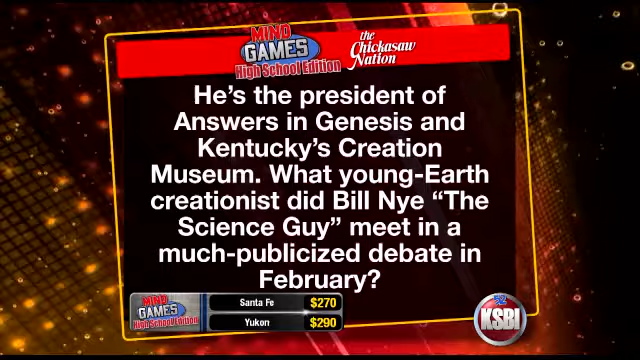 MIND
GAMES
High School Edition
the
Chickasaw
Nation
He's the president of
Answers in Genesis and
Kentucky's Creation
Museum. What young-Earth
creationist did Bill Nye “The
Science Guy” meet in a
much-publicized debate in
February?
MIND
GAMES
High School Edition
Santa Fe $270
Yukon $290
52
KSBI